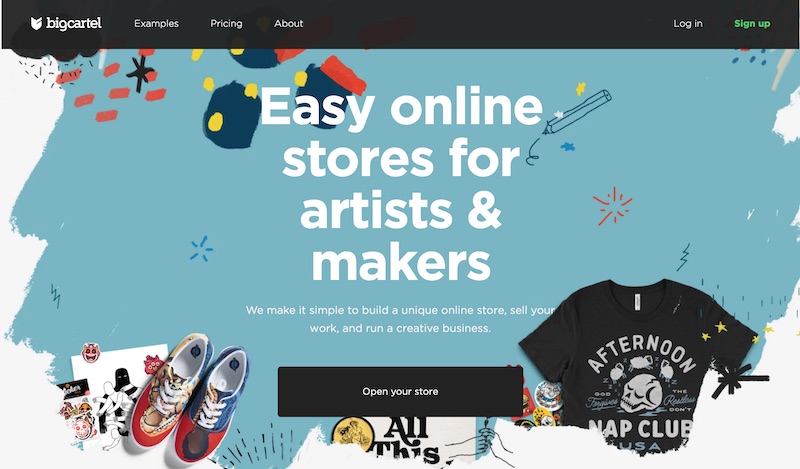 bigcartel
Examples
Pricing
About
Log in
Sign up
Easy online
stores for
artists &
makers
We make it simple to build a unique online store, sell your
work, and run a creative business.
Open your store
AFTERNOON
GOD
THE
Forgives
Restless
DON'T
NAP CLUB
USA
All
This